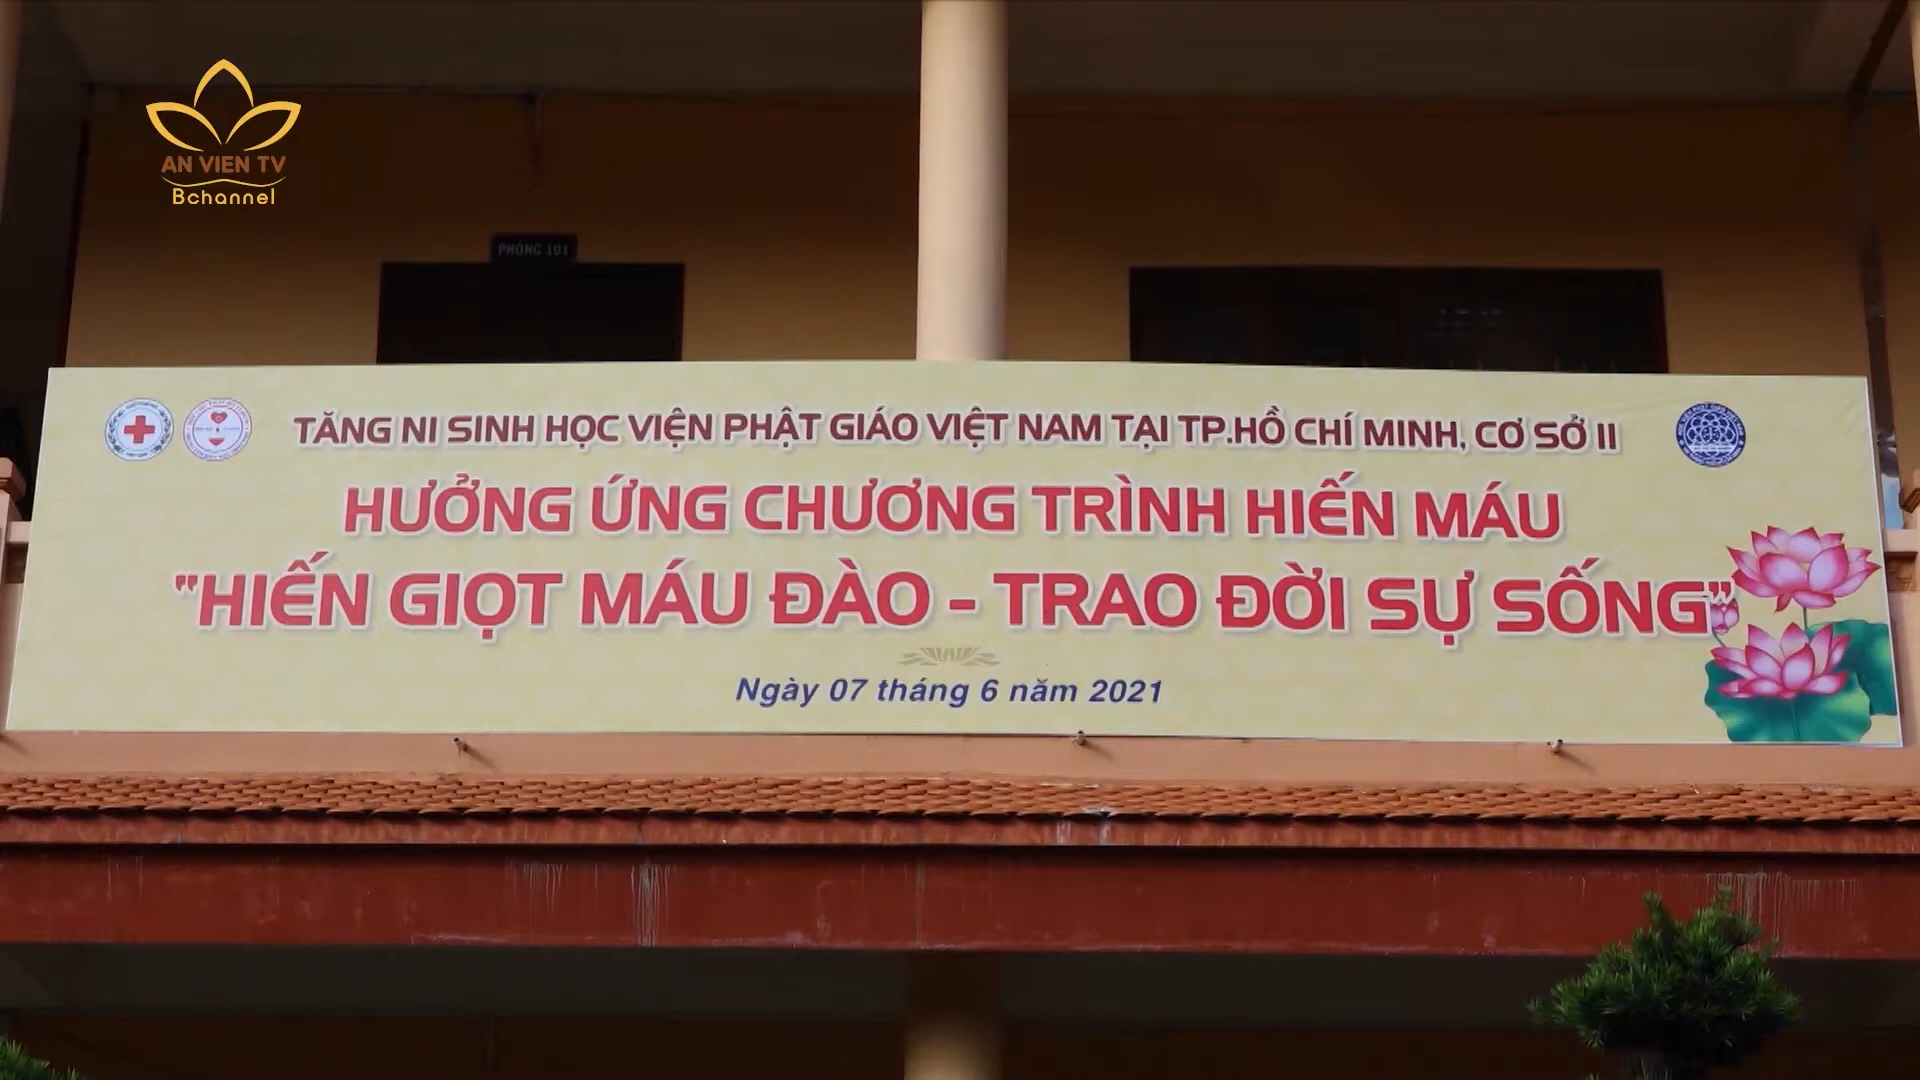 AN VIEN TV
Bchannel
PHÒNG 101
TĂNG NI SINH HỌC VIỆN PHẬT GIÁO VIỆT NAM TẠI TP.HỒ CHÍ MINH, CƠ SỞ II
HƯỞNG ỨNG CHƯƠNG TRÌNH HIẾN MÁU
"HIẾN GIỌT MÁU ĐÀO - TRAO ĐỜI SỰ SỐNG"
Ngày 07 tháng 6 năm 2021